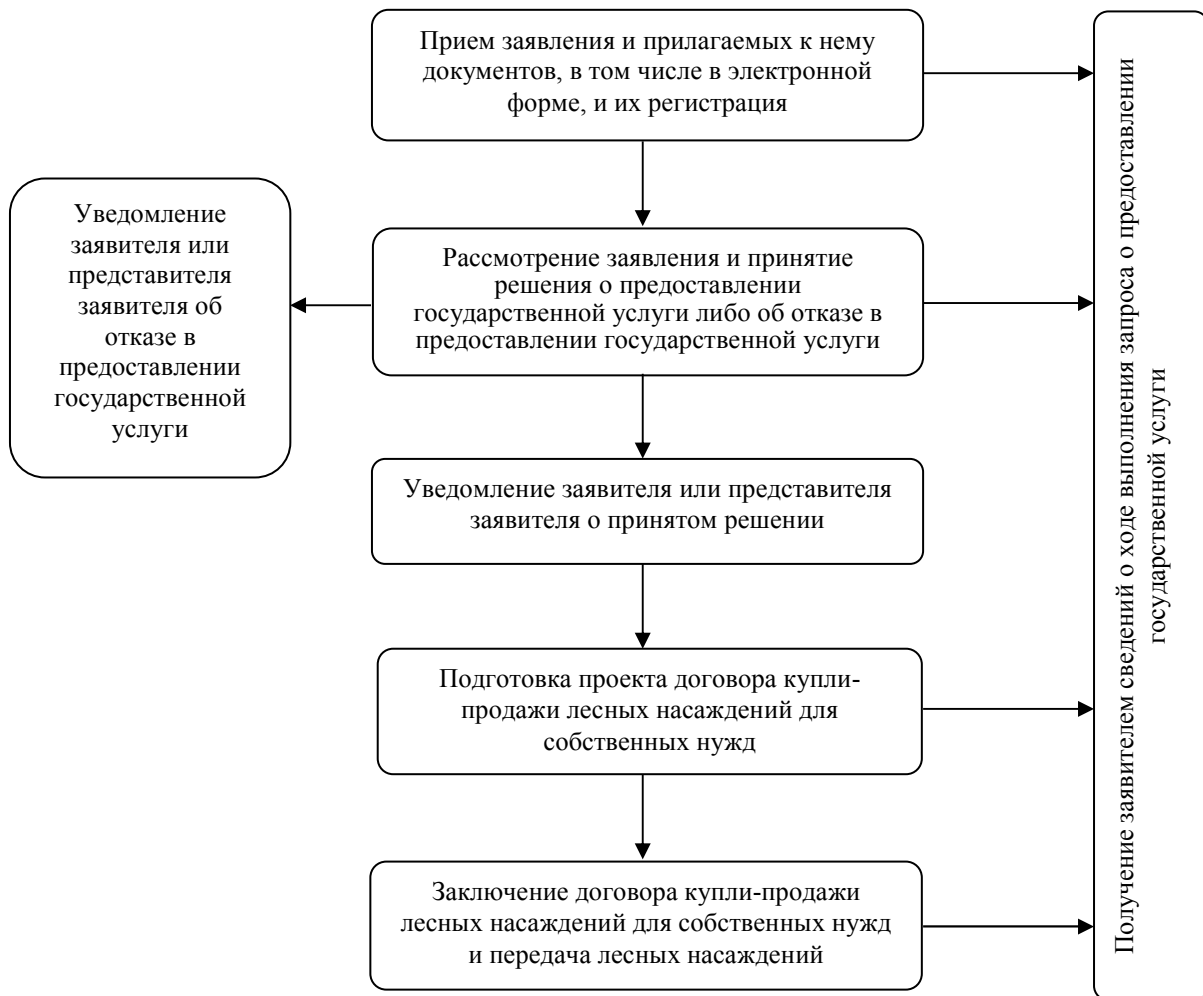 Прием заявления и прилагаемых к нему
документов, в том числе в электронной
форме, и их регистрация
Уведомление
заявителя или
представителя
заявителя об
отказе в
предоставлении
государственной
услуги
Рассмотрение заявления и принятие
решения о предоставлении
государственной услуги либо об отказе в
предоставлении государственной услуги
Уведомление заявителя или представителя
заявителя о принятом решении
Подготовка проекта договора купли-
продажи лесных насаждений для
собственных нужд
Заключение договора купли-продажи
лесных насаждений для собственных нужд
и передача лесных насаждений
Получение заявителем сведений о ходе выполнения запроса о предоставлении
государственной услуги